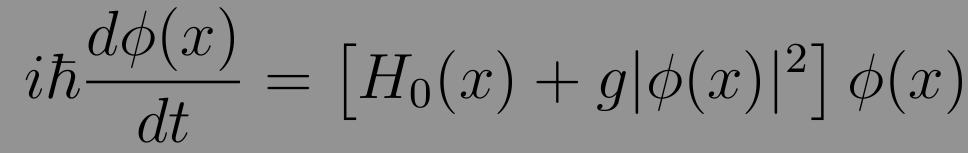 iħ dϕ(x)/dt = [H₀(x) + g|ϕ(x)|²] ϕ(x)